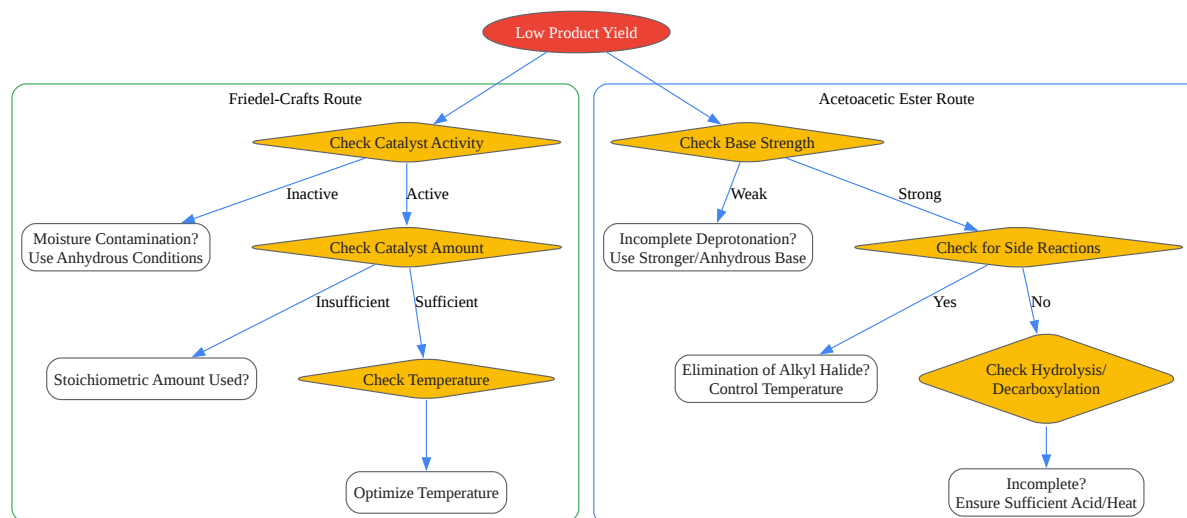 Low Product Yield
Friedel-Crafts Route
Check Catalyst Activity
Inactive
Active
Moisture Contamination?
Use Anhydrous Conditions
Check Catalyst Amount
Insufficient
Sufficient
Stoichiometric Amount Used?
Check Temperature
Optimize Temperature
Acetoacetic Ester Route
Check Base Strength
Weak
Strong
Incomplete Deprotonation?
Use Stronger/Anhydrous Base
Check for Side Reactions
Yes
No
Elimination of Alkyl Halide?
Control Temperature
Check Hydrolysis/
Decarboxylation
Incomplete?
Ensure Sufficient Acid/Heat